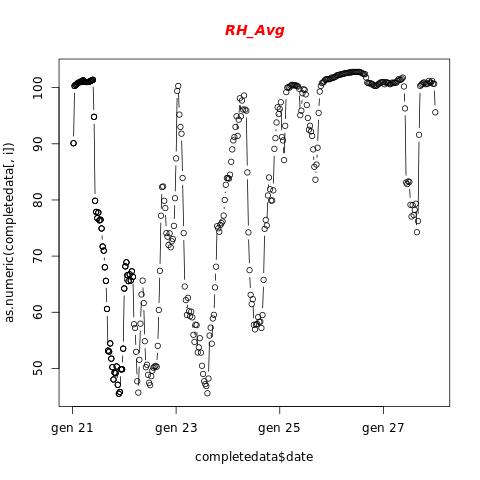 RH_Avg
as.numeric(completedata[, i])
100
90
80
70
60
50
gen 21
gen 23
gen 25
gen 27
completedata$date